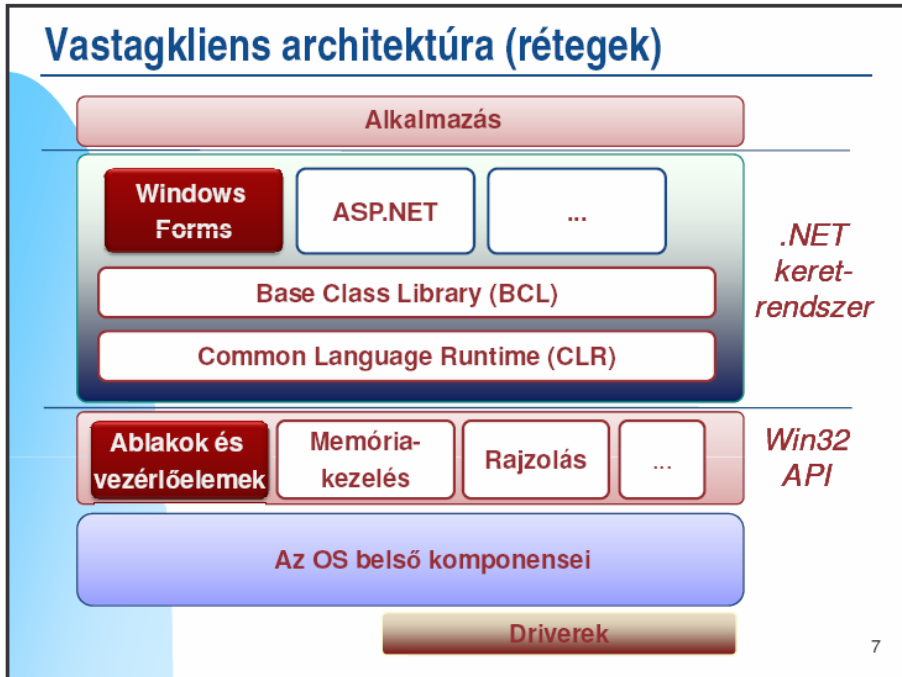 Vastagkliens architektúra (rétegek)
Alkalmazás
Windows
Forms
ASP.NET
...
.NET
keret-
rendszer
Base Class Library (BCL)
Common Language Runtime (CLR)
Ablakok és
vezérlőelemek
Memória-
kezelés
Rajzolás
...
Win32
API
Az OS belső komponensei
Driverek
7